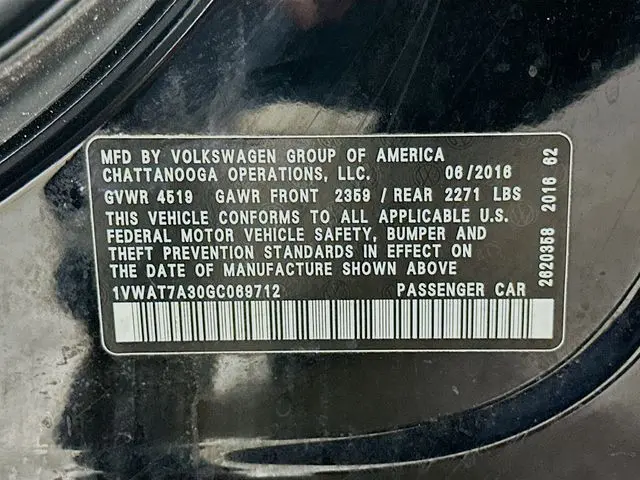 MFD BY VOLKSWAGEN GROUP OF AMERICA
CHATTANOOGA OPERATIONS, LLC. 06/2016
GVWR 4519 GAWR FRONT 2359 / REAR 2271 LBS
THIS VEHICLE CONFORMS TO ALL APPLICABLE U.S.
FEDERAL MOTOR VEHICLE SAFETY, BUMPER AND
THEFT PREVENTION STANDARDS IN EFFECT ON
THE DATE OF MANUFACTURE SHOWN ABOVE
1VWAT7A30GC069712 PASSENGER CAR
2620358 2016 62